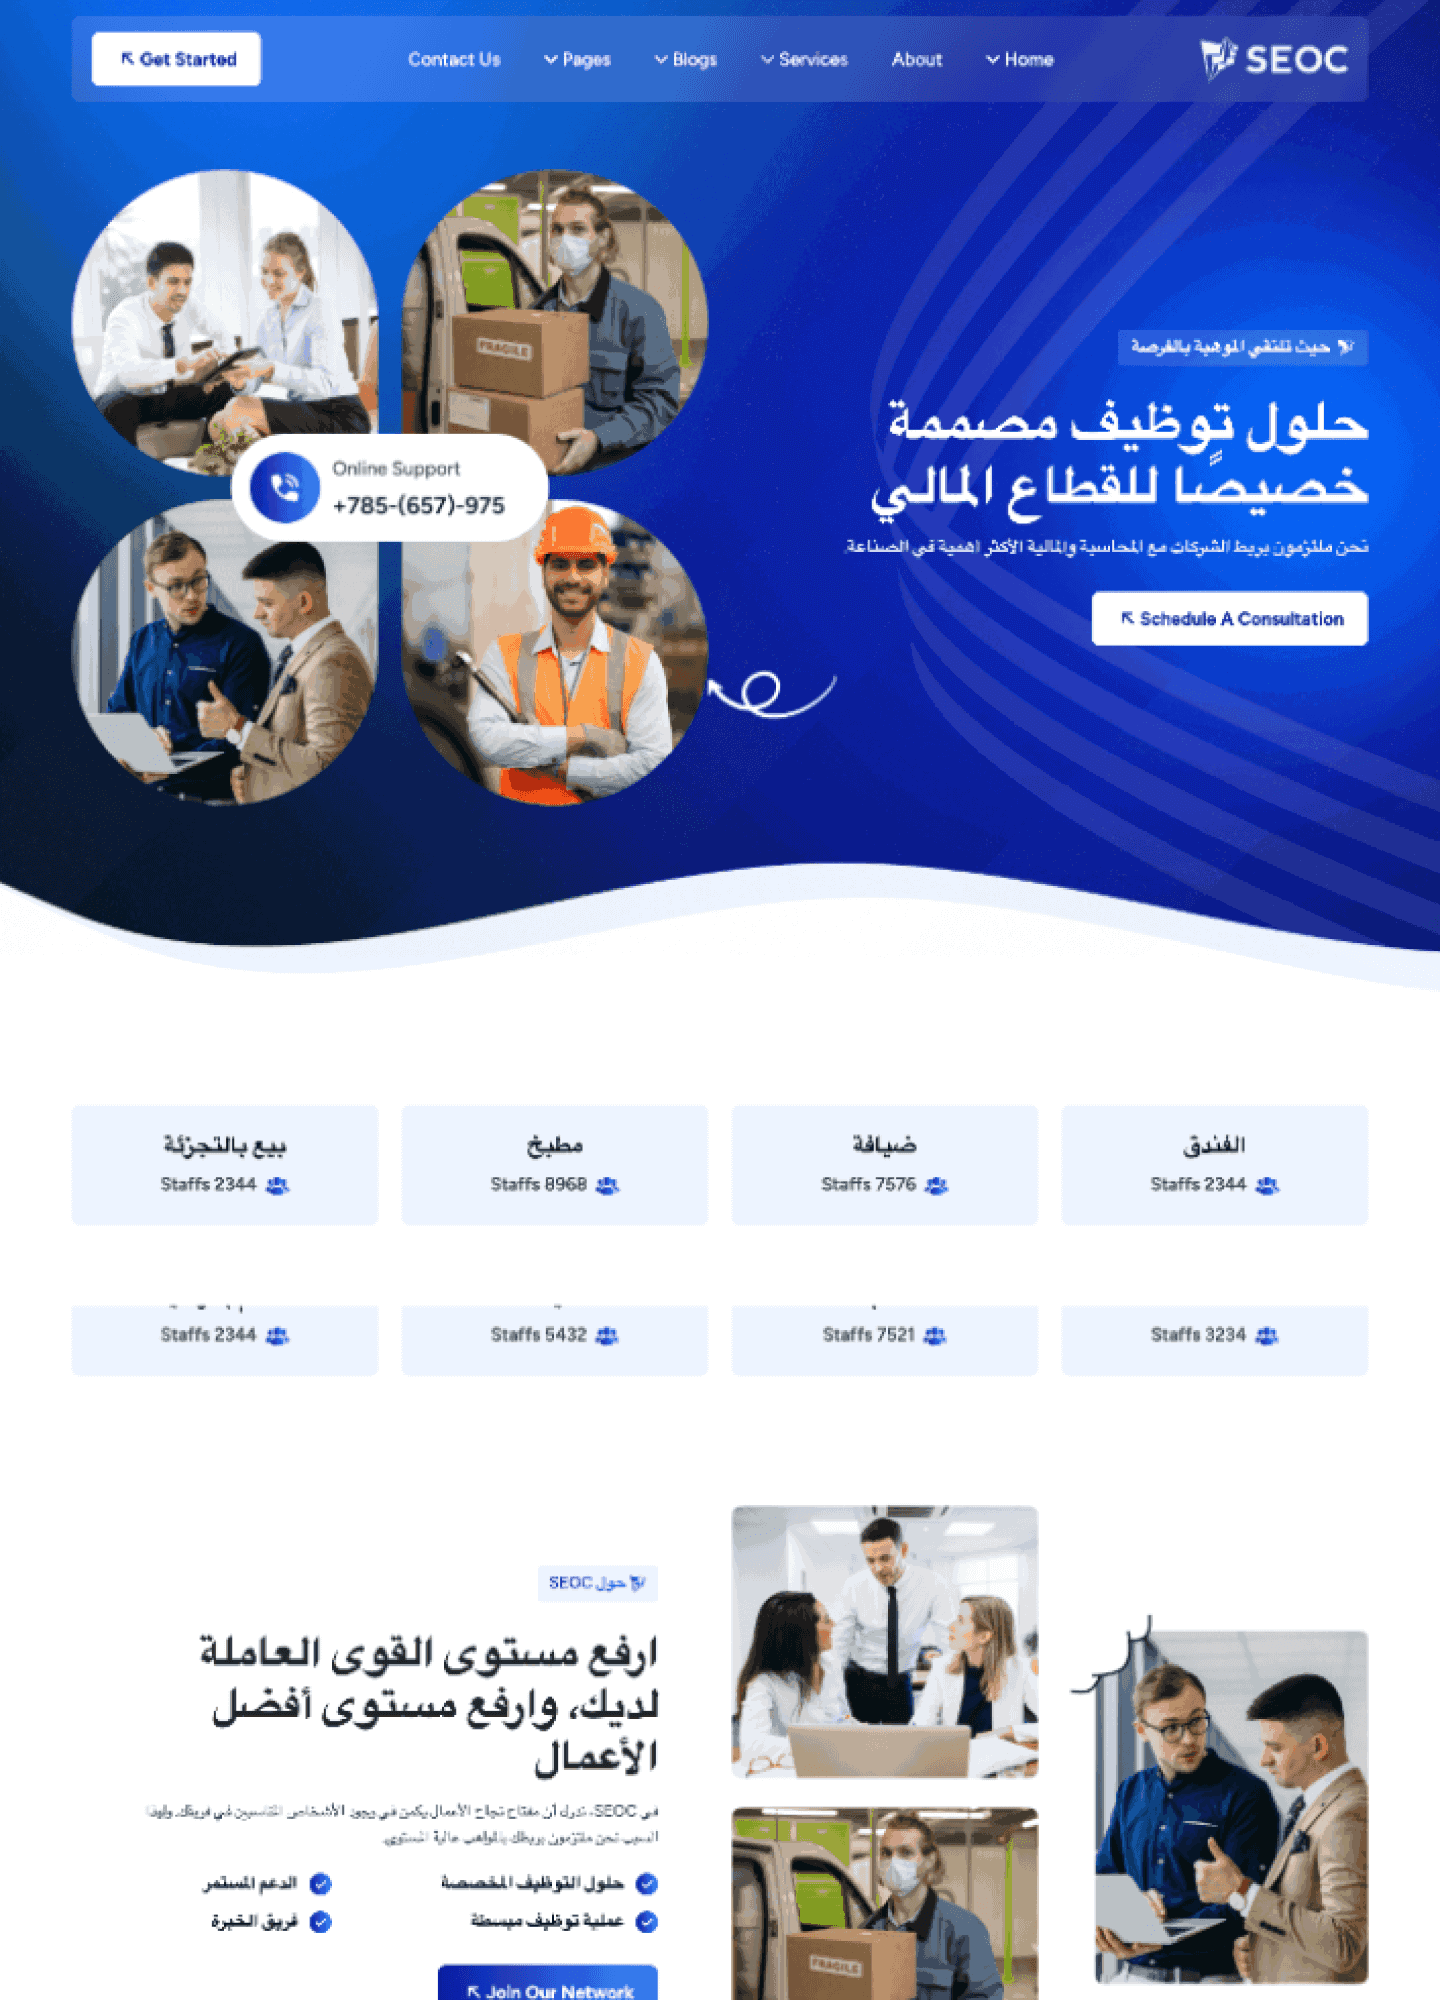 SEOC
Home
About
Services
Blogs
Pages
Contact Us
Get Started
حيث تلتقي الموهبة بالفرصة
حلول توظيف مصممة
خصيصًا للقطاع المالي
نحن ملتزمون بربط الشركات مع المحاسبة والمالية الأكثر أهمية في الصناعة.
Schedule A Consultation
FRAGILE
Online Support
+785-(657)-975
الفندق
Staffs 2344
ضيافة
Staffs 7576
مطبخ
Staffs 8968
بيع بالتجزئة
Staffs 2344
Staffs 3234
Staffs 7521
Staffs 5432
Staffs 2344
حول SEOC
ارفع مستوى القوى العاملة
لديك، وارفع مستوى أفضل
الأعمال
في SEOC، ندرك أن مفتاح نجاح الأعمال يكمن في وجود الأشخاص المناسبين في فريقك. ولهذا
السبب نحن ملتزمون بربطك بالمواهب عالية المستوى.
حلول التوظيف المخصصة
الدعم المستمر
عملية توظيف مبسطة
فريق الخبرة
Join Our Network
FRAGILE